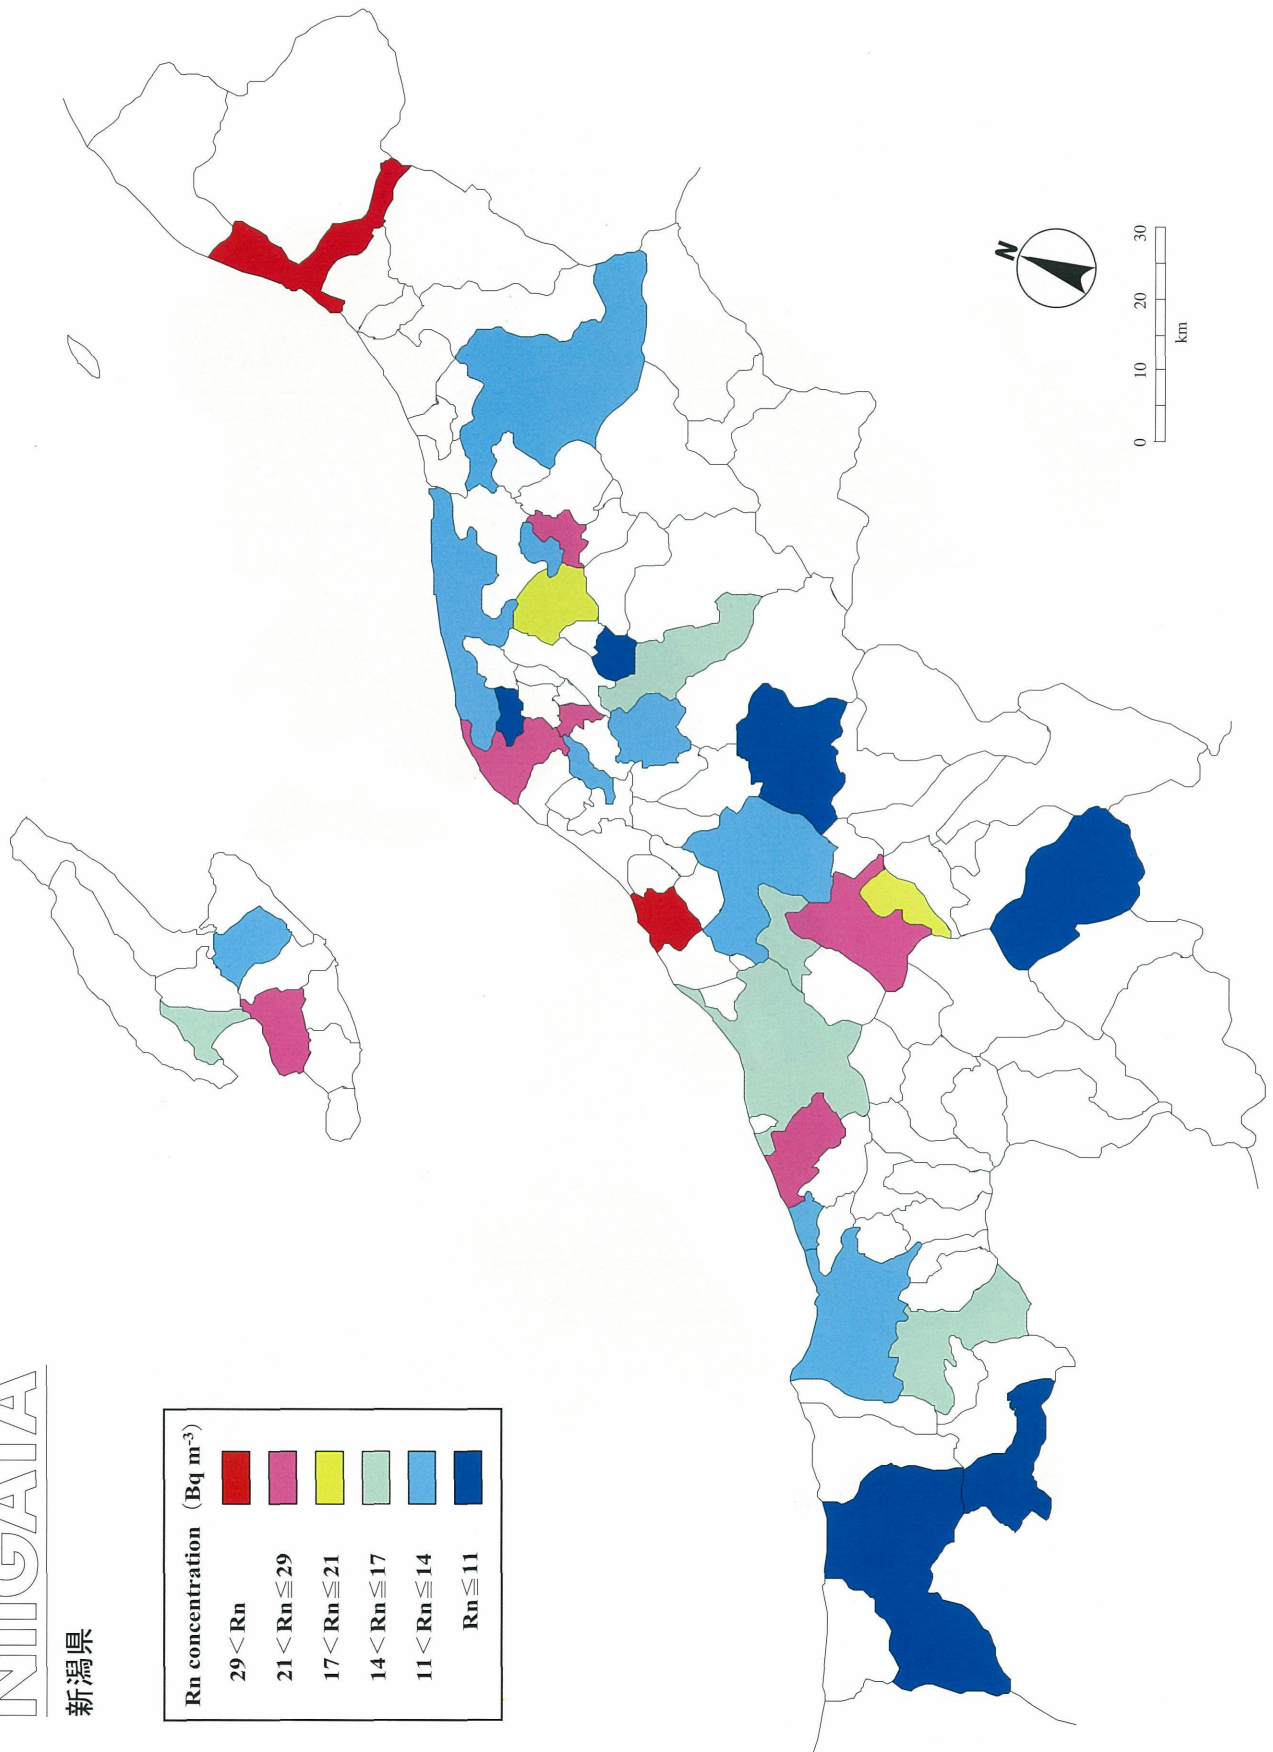 NIIGATA
新潟県
Rn concentration (Bq m-3)
29<Rn
21<Rn≦29
17<Rn≦21
14<Rn≦17
11<Rn≦14
Rn≦11
N
0 10 20 30
km